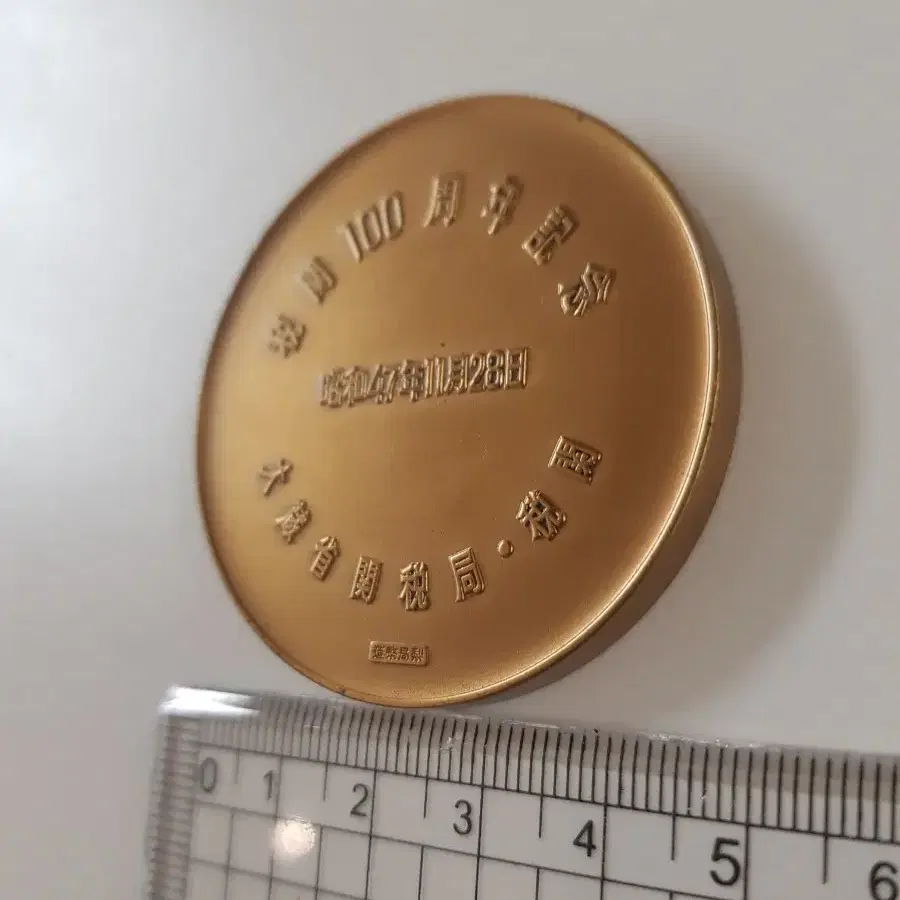 税関100周年記念
昭和47年11月28日
大蔵省関税局・税関
造幣局製
0 1 2 3 4 5 6